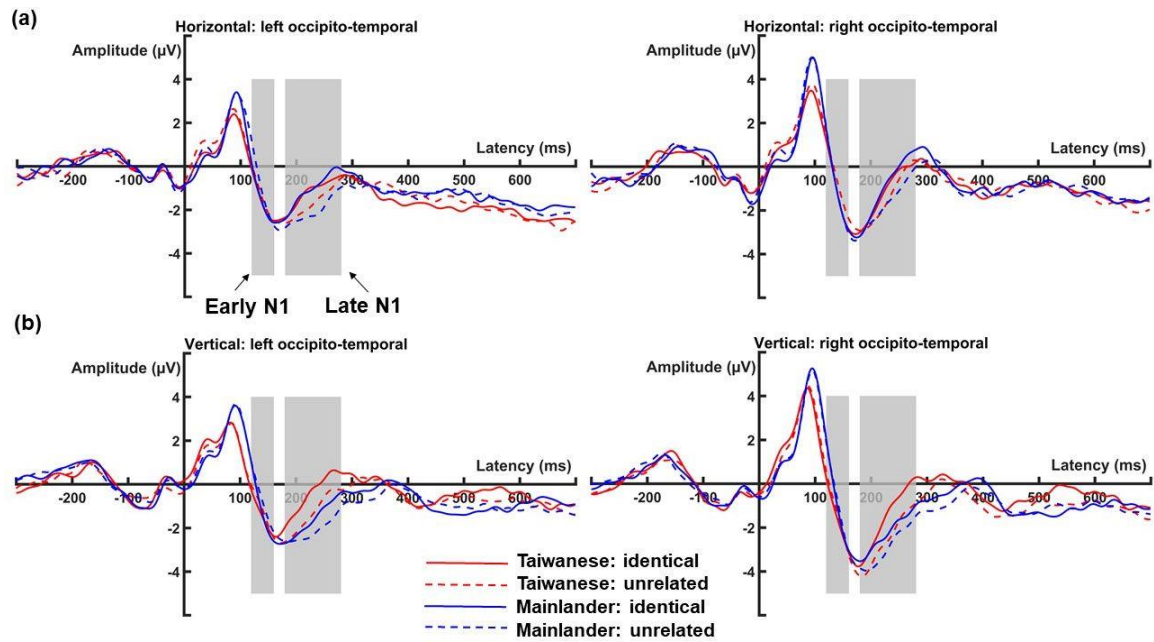 (a)
Horizontal: left occipito-temporal
Amplitude (µV)
4
2
-2
-4
-200 -100 100 200 300 400 500 600
Latency (ms)
Early N1
Late N1
Horizontal: right occipito-temporal
Amplitude (µV)
4
2
-2
-4
-200 -100 100 200 300 400 500 600
Latency (ms)
(b)
Vertical: left occipito-temporal
Amplitude (µV)
4
2
-2
-4
-200 -100 100 200 300 400 500 600
Latency (ms)
Vertical: right occipito-temporal
Amplitude (µV)
4
2
-2
-4
-200 -100 100 200 300 400 500 600
Latency (ms)
Taiwanese: identical
Taiwanese: unrelated
Mainlander: identical
Mainlander: unrelated